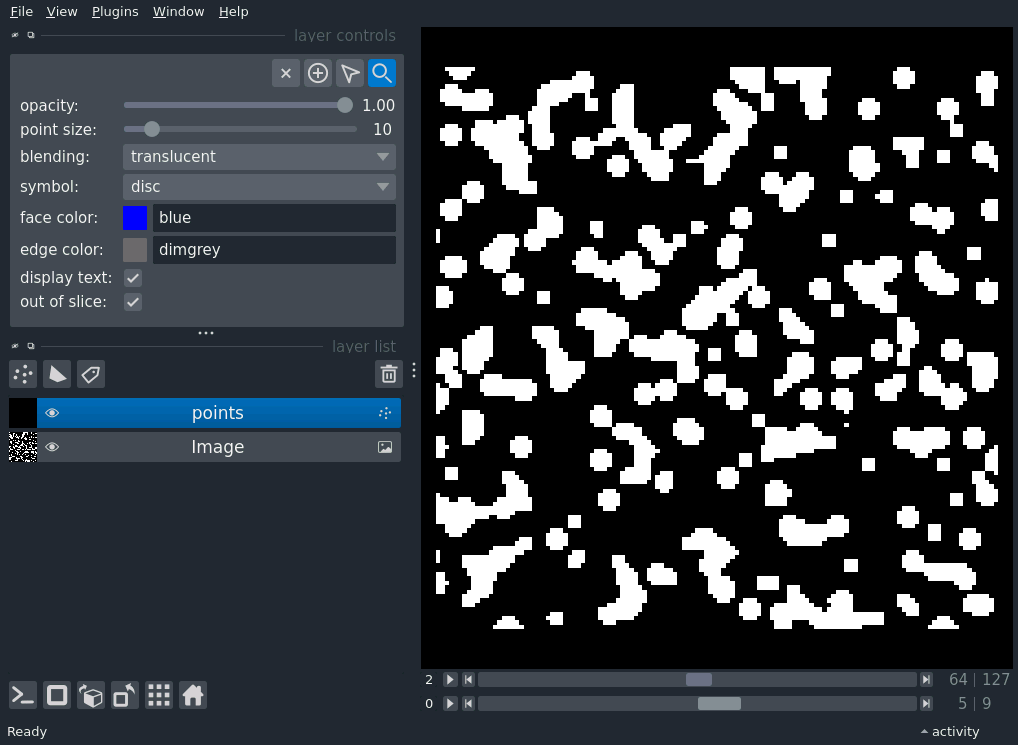 File View Plugins Window Help
layer controls
opacity: 1.00
point size: 10
blending: translucent
symbol: disc
face color: blue
edge color: dimgrey
display text:
out of slice:
layer list
points
Image
2 64 | 127
0 5 | 9
Ready activity